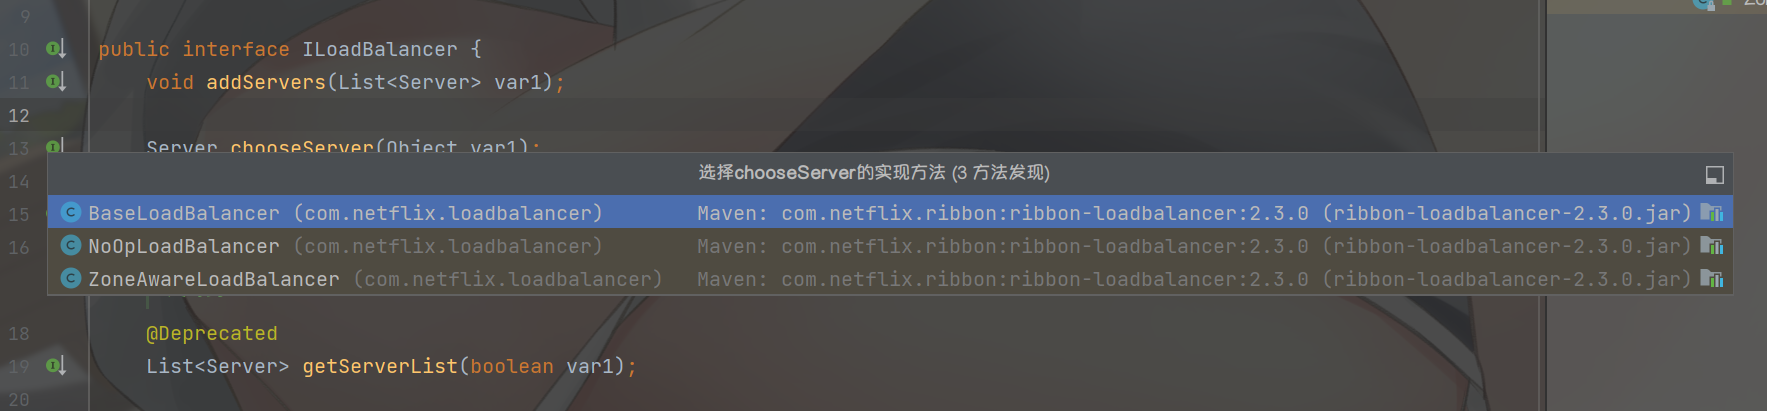 9
10 public interface ILoadBalancer {
11 void addServers(List<Server> var1);
12
13 Server chooseServer(Object var1);
14 选择chooseServer的实现方法 (3 方法发现)
15 BaseLoadBalancer (com.netflix.loadbalancer) Maven: com.netflix.ribbon:ribbon-loadbalancer:2.3.0 (ribbon-loadbalancer-2.3.0.jar)
16 NoOpLoadBalancer (com.netflix.loadbalancer) Maven: com.netflix.ribbon:ribbon-loadbalancer:2.3.0 (ribbon-loadbalancer-2.3.0.jar)
ZoneAwareLoadBalancer (com.netflix.loadbalancer) Maven: com.netflix.ribbon:ribbon-loadbalancer:2.3.0 (ribbon-loadbalancer-2.3.0.jar)
18 @Deprecated
19 List<Server> getServerList(boolean var1);
20